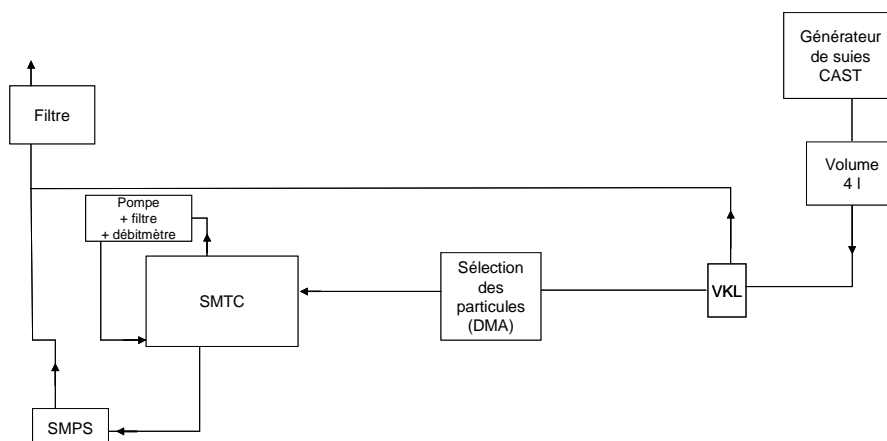 Générateur
de suies
CAST
Filtre
Volume
4 l
Pompe
+ filtre
+ débitmètre
Sélection
des
particules
(DMA)
VKL
SMTC
SMPS